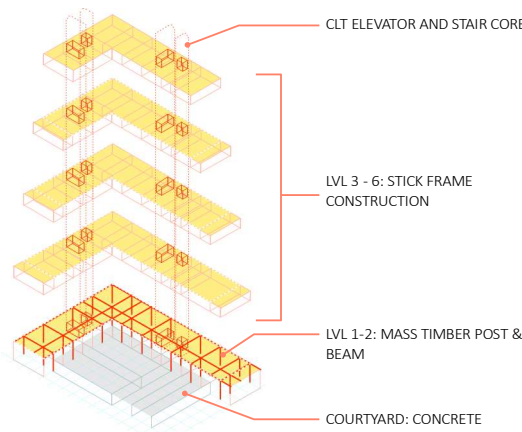 CLT ELEVATOR AND STAIR CORE
LVL 3 - 6: STICK FRAME
CONSTRUCTION
LVL 1-2: MASS TIMBER POST &
BEAM
COURTYARD: CONCRETE